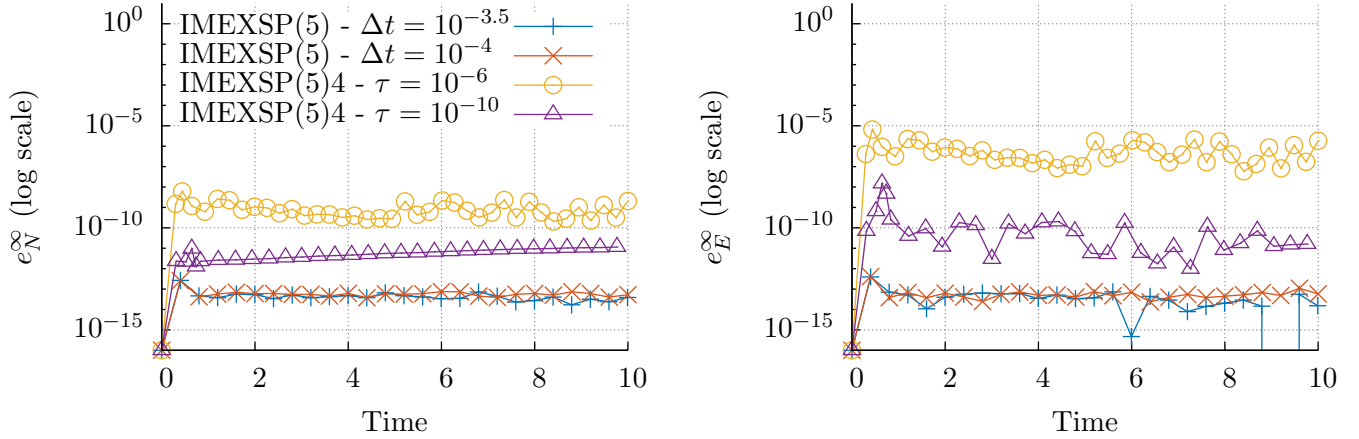 10^0
10^{-5}
10^{-10}
10^{-15}
e_N^∞ (log scale)
IMEXSP(5) - Δt = 10^{-3.5}
IMEXSP(5) - Δt = 10^{-4}
IMEXSP(5)4 - τ = 10^{-6}
IMEXSP(5)4 - τ = 10^{-10}
0 2 4 6 8 10
Time
10^0
10^{-5}
10^{-10}
10^{-15}
e_E^∞ (log scale)
0 2 4 6 8 10
Time